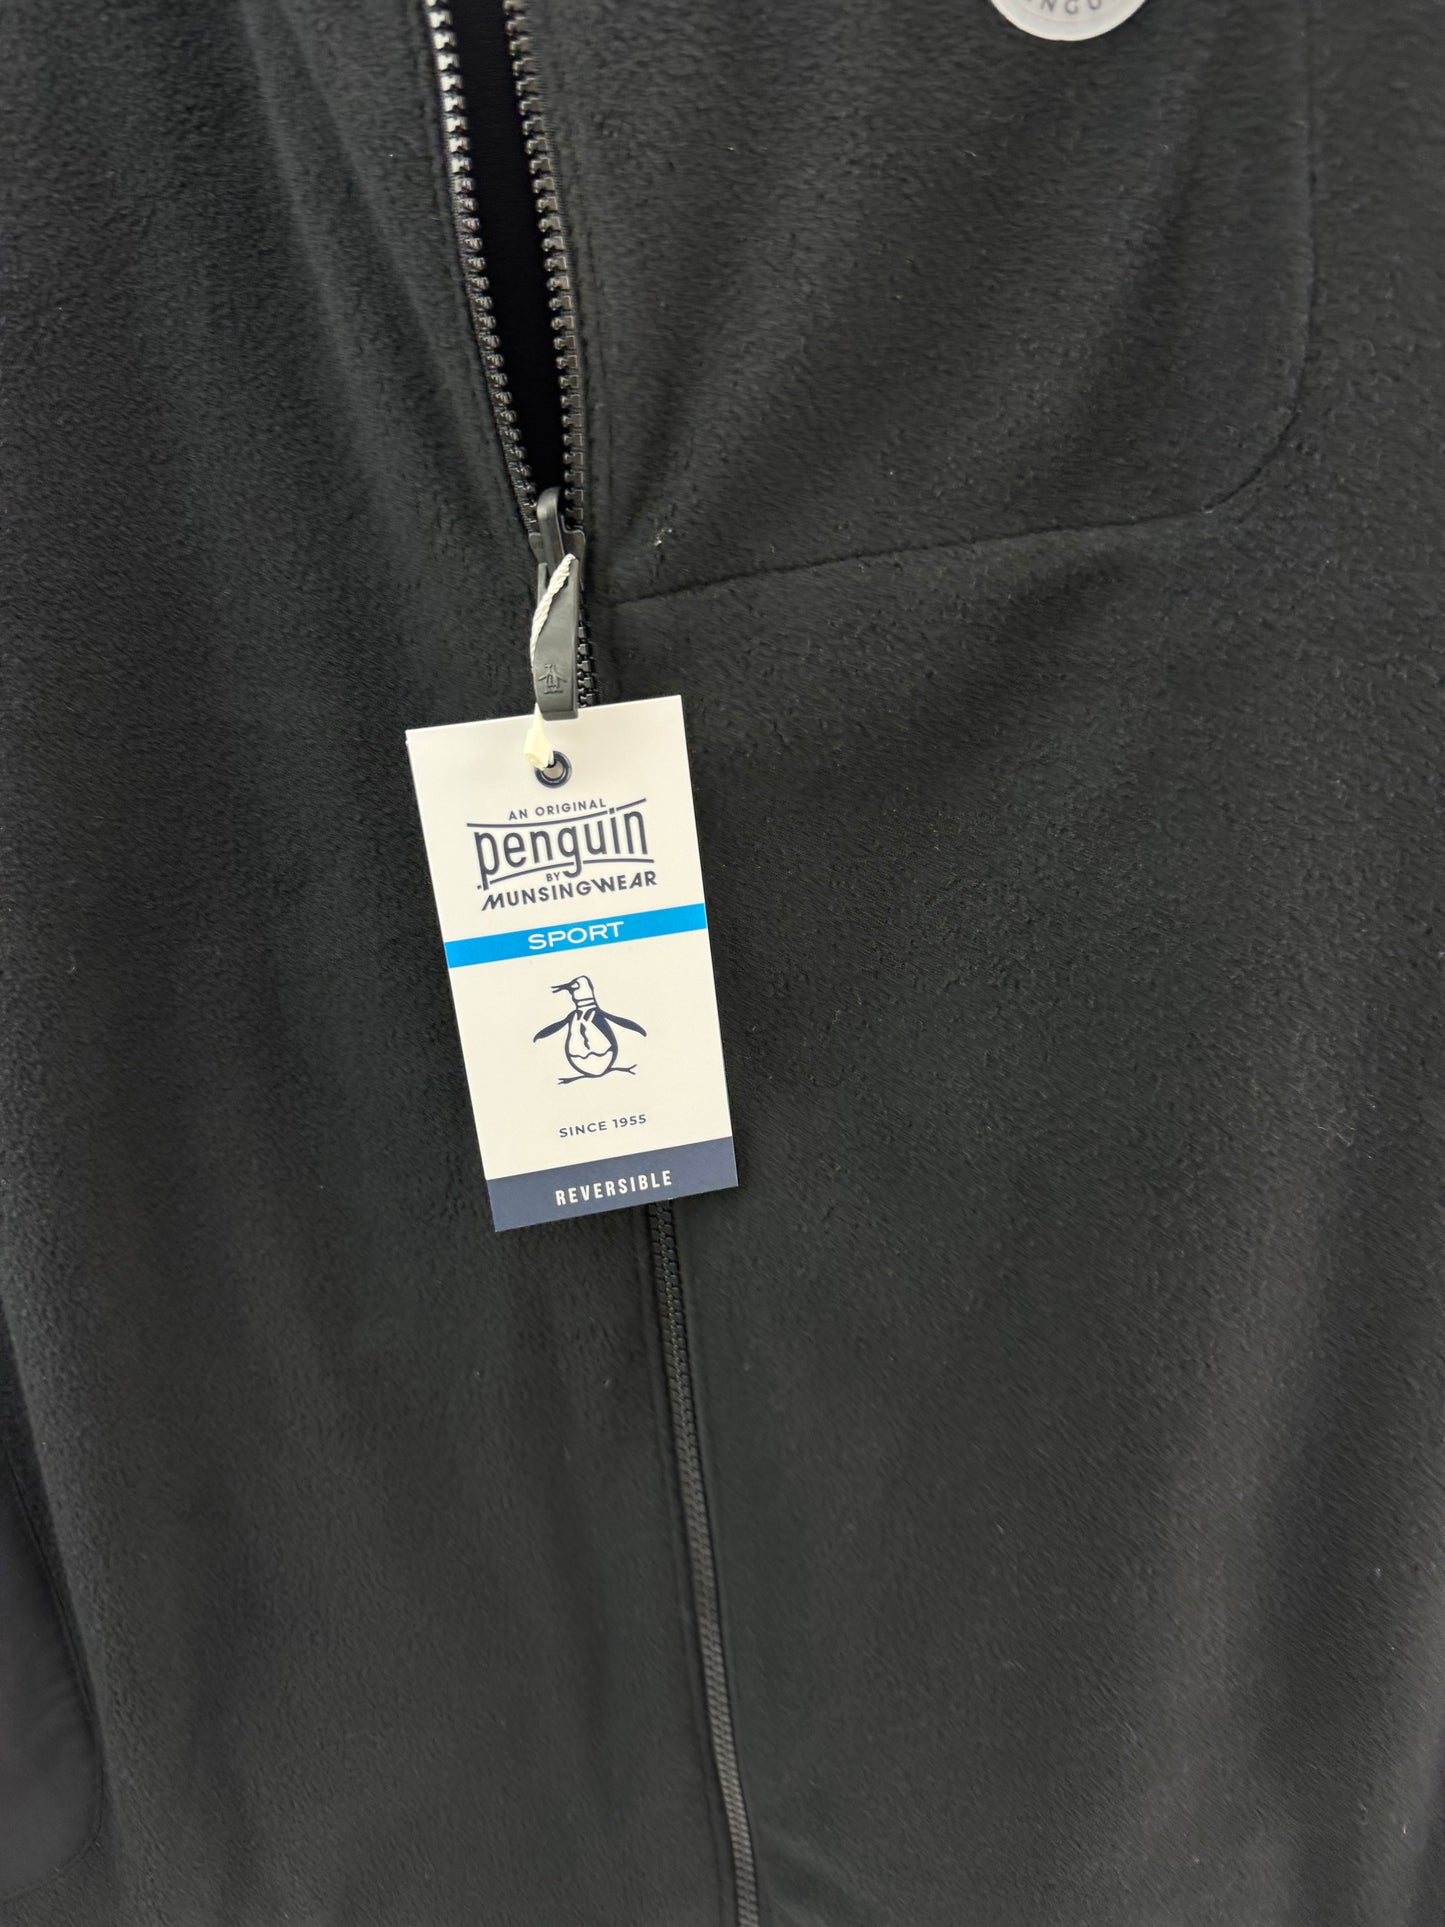 AN ORIGINAL
penguin
BY
MUNSINGWEAR
SPORT
SINCE 1955
REVERSIBLE